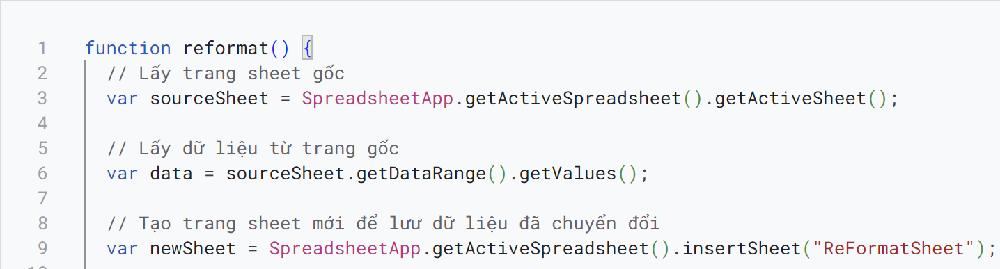 1 function reformat() {
2 // Lấy trang sheet gốc
3 var sourceSheet = SpreadsheetApp.getActiveSpreadsheet().getActiveSheet();
4
5 // Lấy dữ liệu từ trang gốc
6 var data = sourceSheet.getDataRange().getValues();
7
8 // Tạo trang sheet mới để lưu dữ liệu đã chuyển đổi
9 var newSheet = SpreadsheetApp.getActiveSpreadsheet().insertSheet("ReFormatSheet");